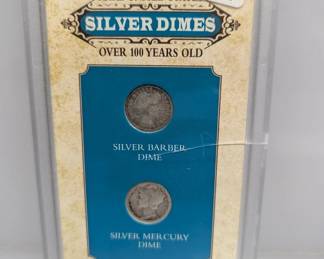 SILVER DIMES
OVER 100 YEARS OLD
SILVER BARBER
DIME
SILVER MERCURY
DIME